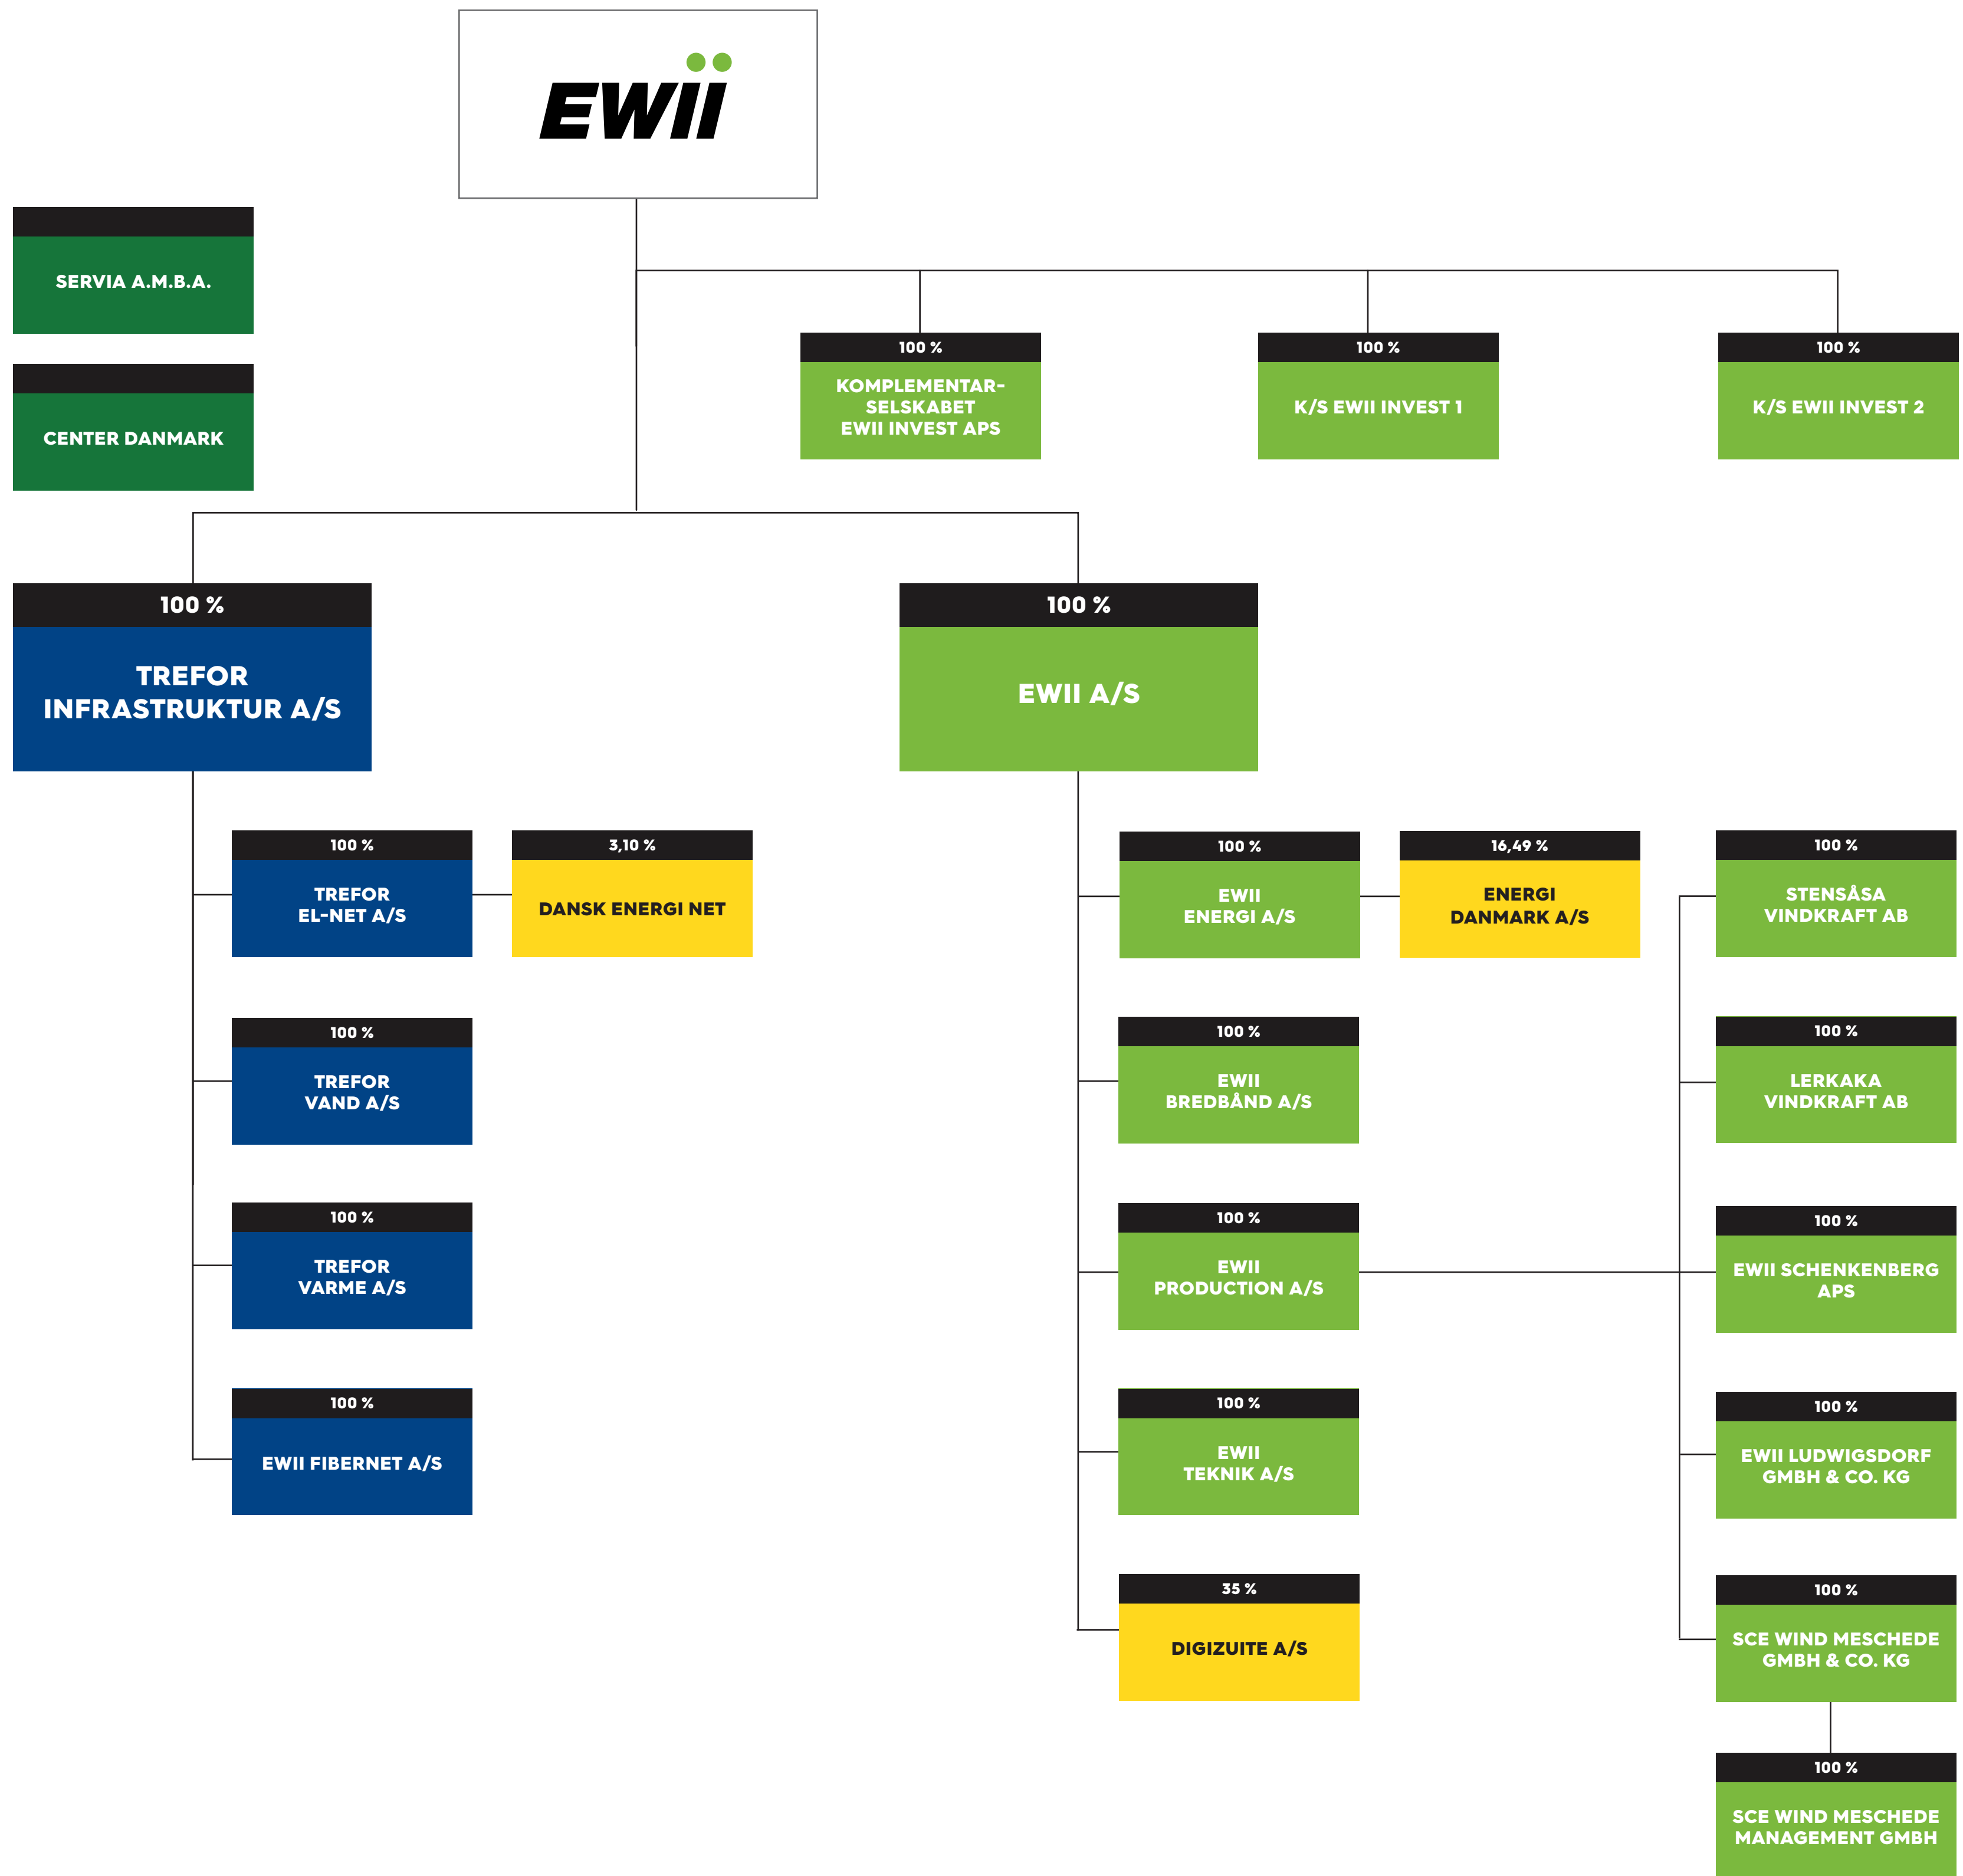 EWII
SERVIA A.M.B.A.
CENTER DANMARK
100 %
KOMPLEMENTAR-
SELSKABET
EWII INVEST APS
100 %
K/S EWII INVEST 1
100 %
K/S EWII INVEST 2
100 %
TREFOR
INFRASTRUKTUR A/S
100 %
EWII A/S
100 %
TREFOR
EL-NET A/S
3,10 %
DANSK ENERGI NET
100 %
TREFOR
VAND A/S
100 %
TREFOR
VARME A/S
100 %
EWII FIBERNET A/S
100 %
EWII
ENERGI A/S
16,49 %
ENERGI
DANMARK A/S
100 %
EWII
BREDBÅND A/S
100 %
EWII
PRODUCTION A/S
100 %
EWII
TEKNIK A/S
35 %
DIGIZUITE A/S
100 %
STENSÅSA
VINDKRAFT AB
100 %
LERKAKA
VINDKRAFT AB
100 %
EWII SCHENKENBERG
APS
100 %
EWII LUDWIGSDORF
GMBH & CO. KG
100 %
SCE WIND MESCHEDE
GMBH & CO. KG
100 %
SCE WIND MESCHEDE
MANAGEMENT GMBH